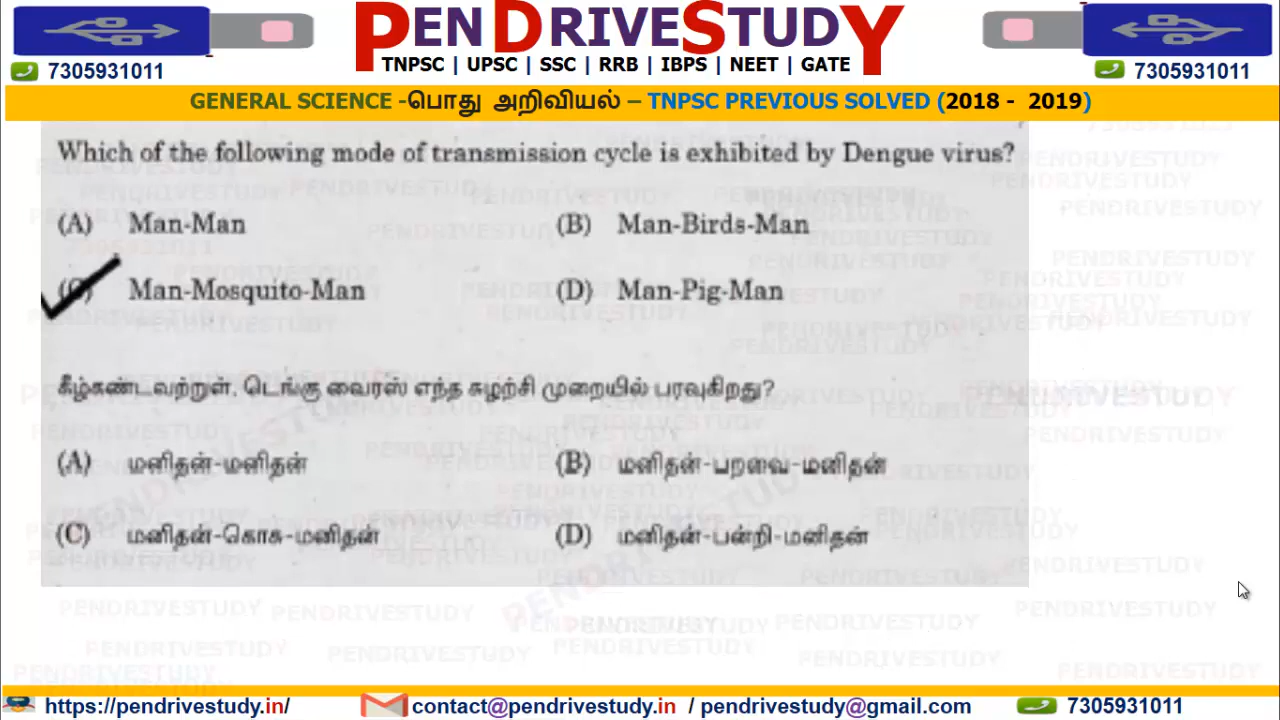 PENDRIVESTUDY
TNPSC | UPSC | SSC | RRB | IBPS | NEET | GATE
7305931011
7305931011
GENERAL SCIENCE -பொது அறிவியல் – TNPSC PREVIOUS SOLVED (2018 - 2019)
Which of the following mode of transmission cycle is exhibited by Dengue virus?
(A) Man-Man
(B) Man-Birds-Man
(C) Man-Mosquito-Man
(D) Man-Pig-Man
கீழ்கண்டவற்றுள், டெங்கு வைரஸ் எந்த சுழற்சி முறையில் பரவுகிறது?
(A) மனிதன்-மனிதன்
(B) மனிதன்-பறவை-மனிதன்
(C) மனிதன்-கொசு-மனிதன்
(D) மனிதன்-பன்றி-மனிதன்
https://pendrivestudy.in/
contact@pendrivestudy.in / pendrivestudy@gmail.com
7305931011